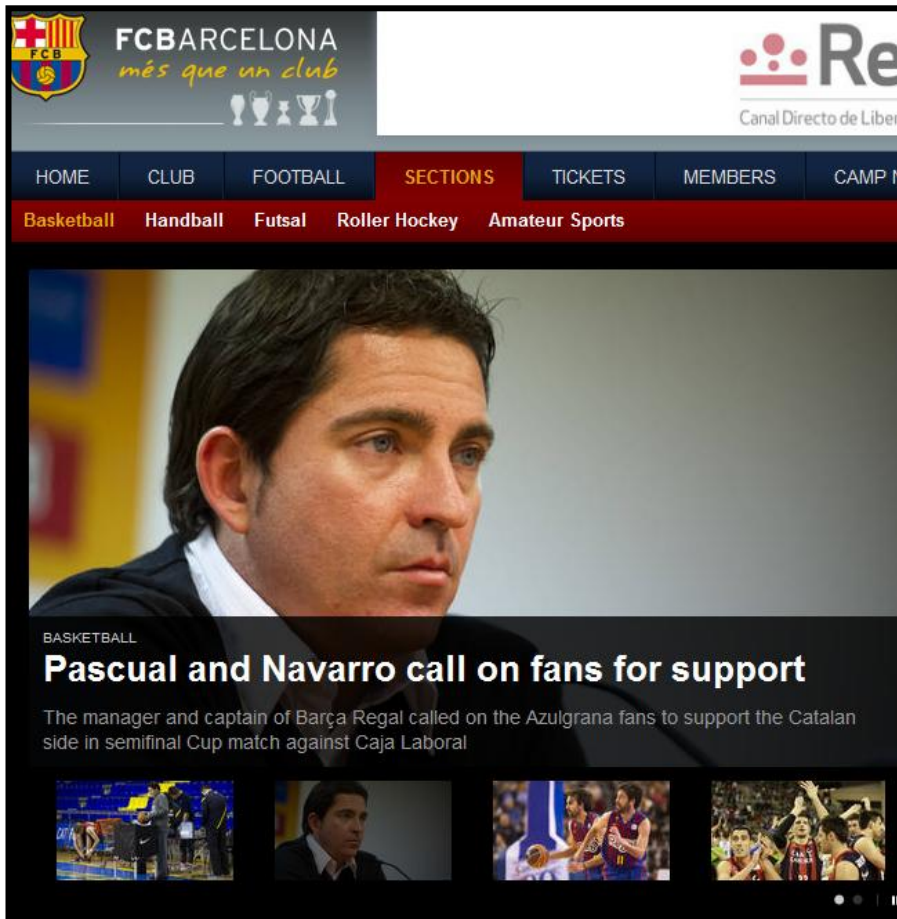 FCB
FCBARCELONA
més que un club
Re
Canal Directo de Liber
HOME CLUB FOOTBALL SECTIONS TICKETS MEMBERS CAMP N
Basketball Handball Futsal Roller Hockey Amateur Sports
BASKETBALL
Pascual and Navarro call on fans for support
The manager and captain of Barça Regal called on the Azulgrana fans to support the Catalan
side in semifinal Cup match against Caja Laboral